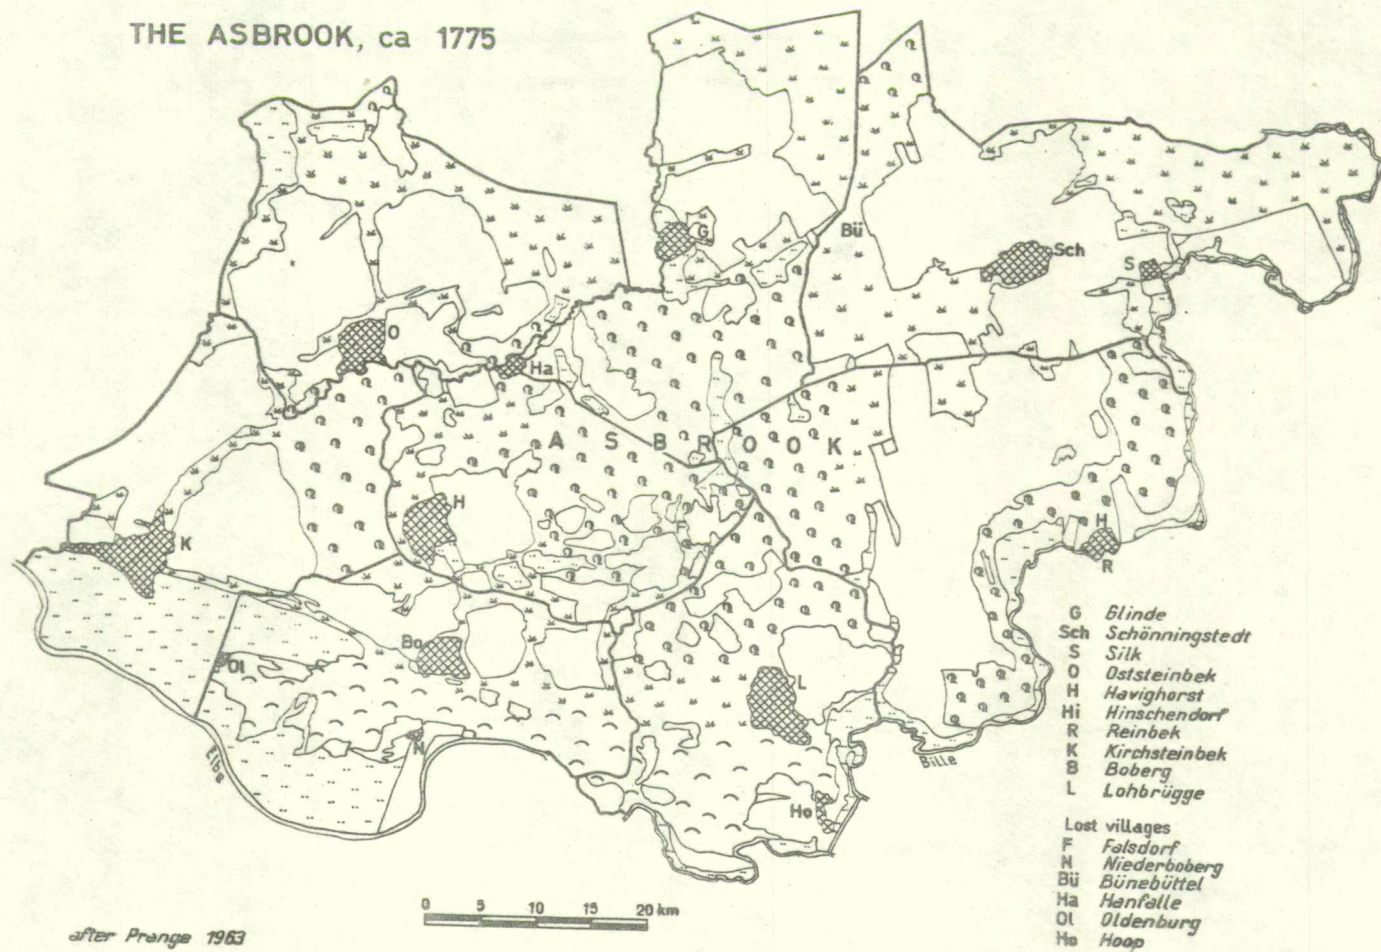 THE ASBROOK, ca 1775
G
Bü
Sch
S
O
Ha
A S B R O O K
H
K
H
R
Bo
Ol
L
N
Elbe
Bille
Ho
G Glinde
Sch Schönningstedt
S Silk
O Oststeinbek
H Havighorst
Hi Hinschendorf
R Reinbek
K Kirchsteinbek
B Boberg
L Lohbrügge
Lost villages
F Falsdorf
N Niederboberg
Bü Bünebüttel
Ha Hanfalle
Ol Oldenburg
Ho Hoop
0 5 10 15 20 km
after Prange 1963